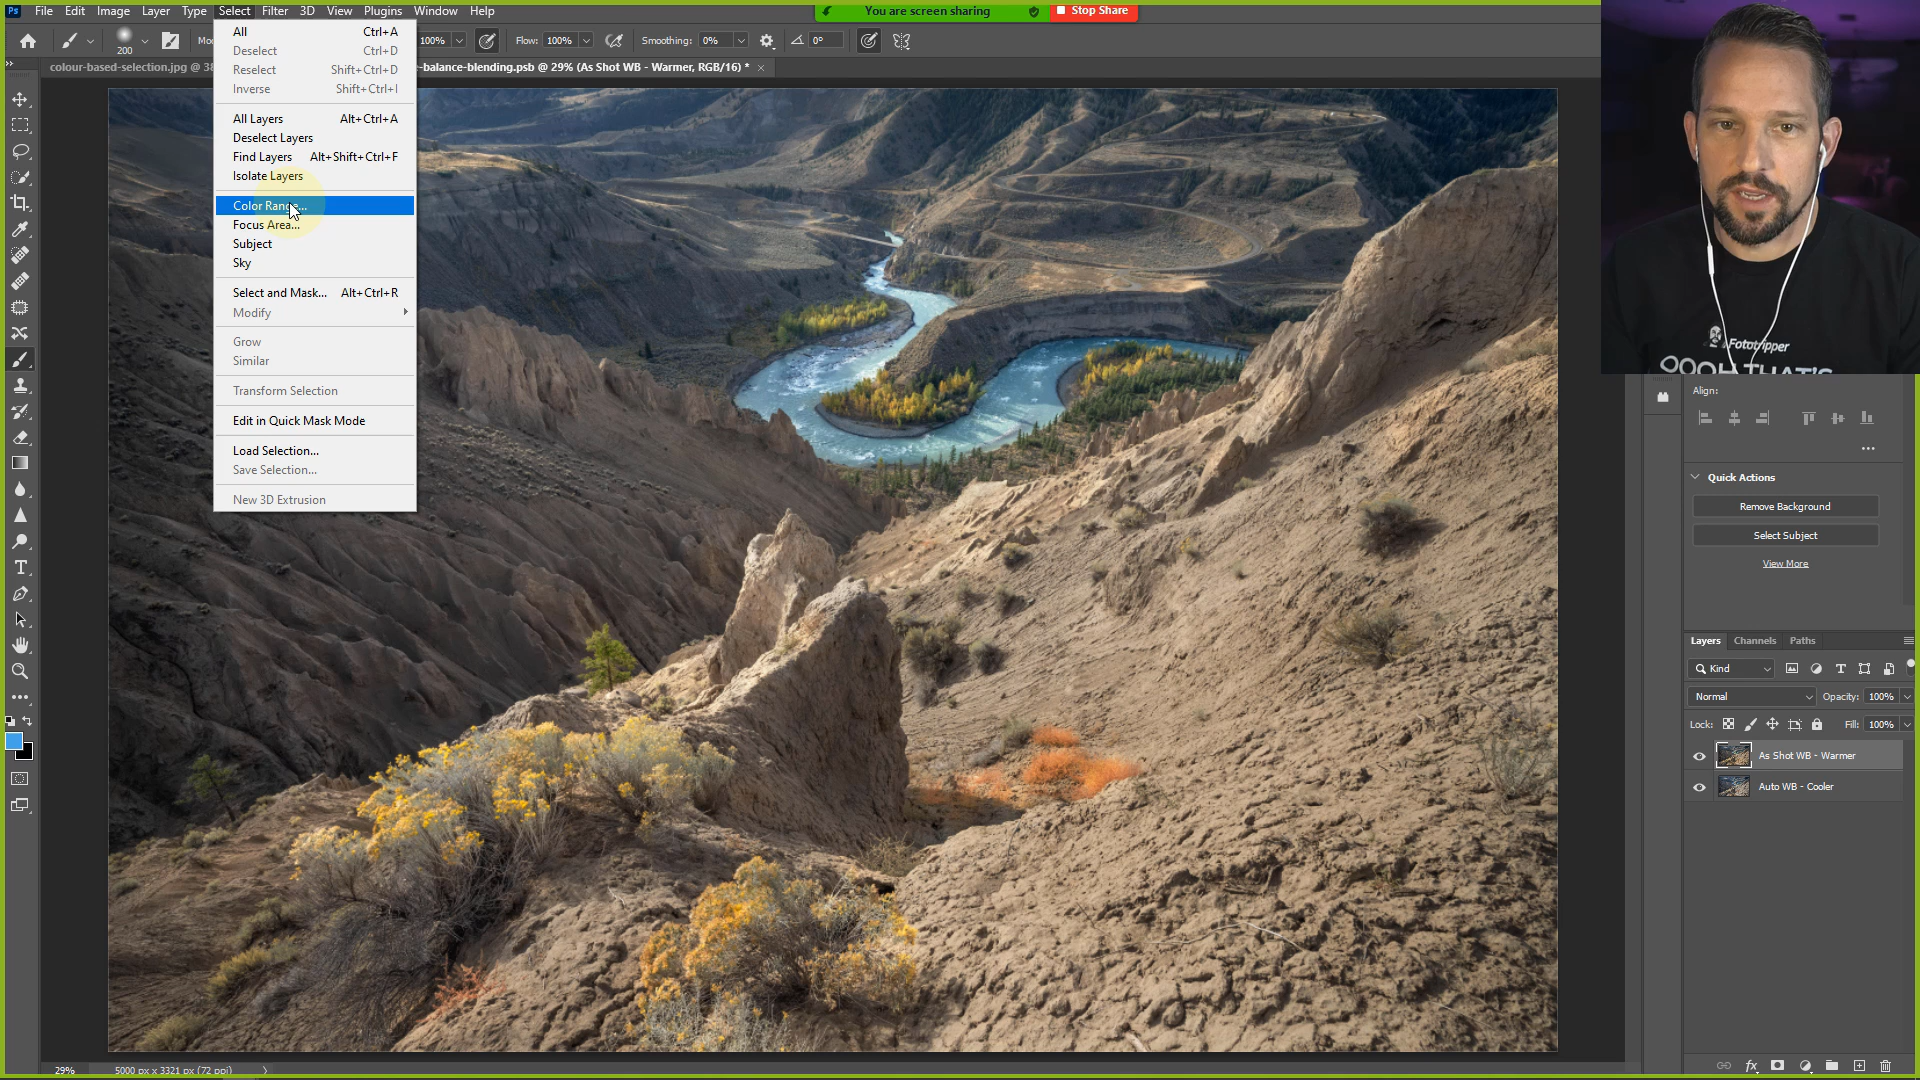 Ps File Edit Image Layer Type Select Filter 3D View Plugins Window Help
You are screen sharing Stop Share
200 100% Flow: 100% Smoothing: 0% 0°
colour-based-selection.jpg @ -balance-blending.psb @ 29% (As Shot WB - Warmer, RGB/16) *
All Ctrl+A
Deselect Ctrl+D
Reselect Shift+Ctrl+D
Inverse Shift+Ctrl+I
All Layers Alt+Ctrl+A
Deselect Layers
Find Layers Alt+Shift+Ctrl+F
Isolate Layers
Color Range...
Focus Area...
Subject
Sky
Select and Mask... Alt+Ctrl+R
Modify
Grow
Similar
Transform Selection
Edit in Quick Mask Mode
Load Selection...
Save Selection...
New 3D Extrusion
Fototripper
OOOH THAT'S
Align:
Quick Actions
Remove Background
Select Subject
View More
Layers Channels Paths
Kind
Normal Opacity: 100%
Lock: Fill: 100%
As Shot WB - Warmer
Auto WB - Cooler
fx
29% 5000 px x 3321 px (72 ppi)